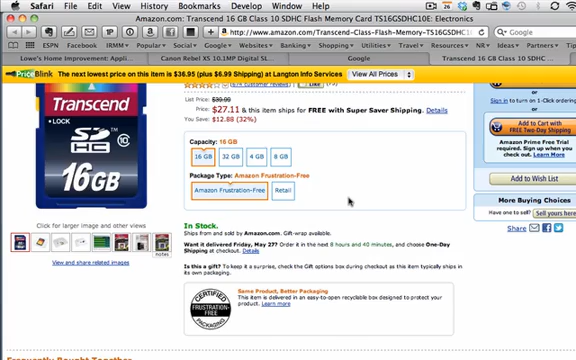 Safari File Edit View History Bookmarks Develop Window Help
Amazon.com: Transcend 16 GB Class 10 SDHC Flash Memory Card TS16GSDHC10E: Electronics
http://www.amazon.com/Transcend-Class-Flash-Memory-TS16GSDHC
Google
ESPN Facebook IMMM Popular Social Google Shopping Utilities Travel Resources NR Ideas Partners
Lowe's Home Improvement: Appli... Canon Rebel XS 10.1MP Digital SL... Google Transcend 16 GB Class 10 SDHC ...
PriceBlink The next lowest price on this item is $36.95 (plus $6.99 Shipping) at Langton Info Services View All Prices
customer reviews Like
List Price: $39.99
$27.11 & this item ships for FREE with Super Saver Shipping. Details
You Save: $12.88 (32%)
Capacity: 16 GB
16 GB 32 GB 4 GB 8 GB
Package Type: Amazon Frustration-Free
Amazon Frustration-Free Retail
Transcend
LOCK
SD HC 10
16GB
Click for larger image and other views
notes
View and share related images
In Stock.
Ships from and sold by Amazon.com. Gift-wrap available.
Want it delivered Friday, May 27? Order it in the next 8 hours and 40 minutes, and choose One-Day
Shipping at checkout. Details
Is this a gift? To keep it a surprise, check the Gift options box during checkout as this item typically ships in
its own packaging.
CERTIFIED
FRUSTRATION-
FREE
PACKAGING
Same Product, Better Packaging
This item is delivered in an easy-to-open recyclable box designed to protect your
product. Learn more
or
Sign in to turn on 1-Click ordering
or
Add to Cart with
FREE Two-Day Shipping
Amazon Prime Free Trial
required. Sign up when you
check out. Learn More
Add to Wish List
More Buying Choices
Have one to sell? Sell yours here
Share
Frequently Bought Together